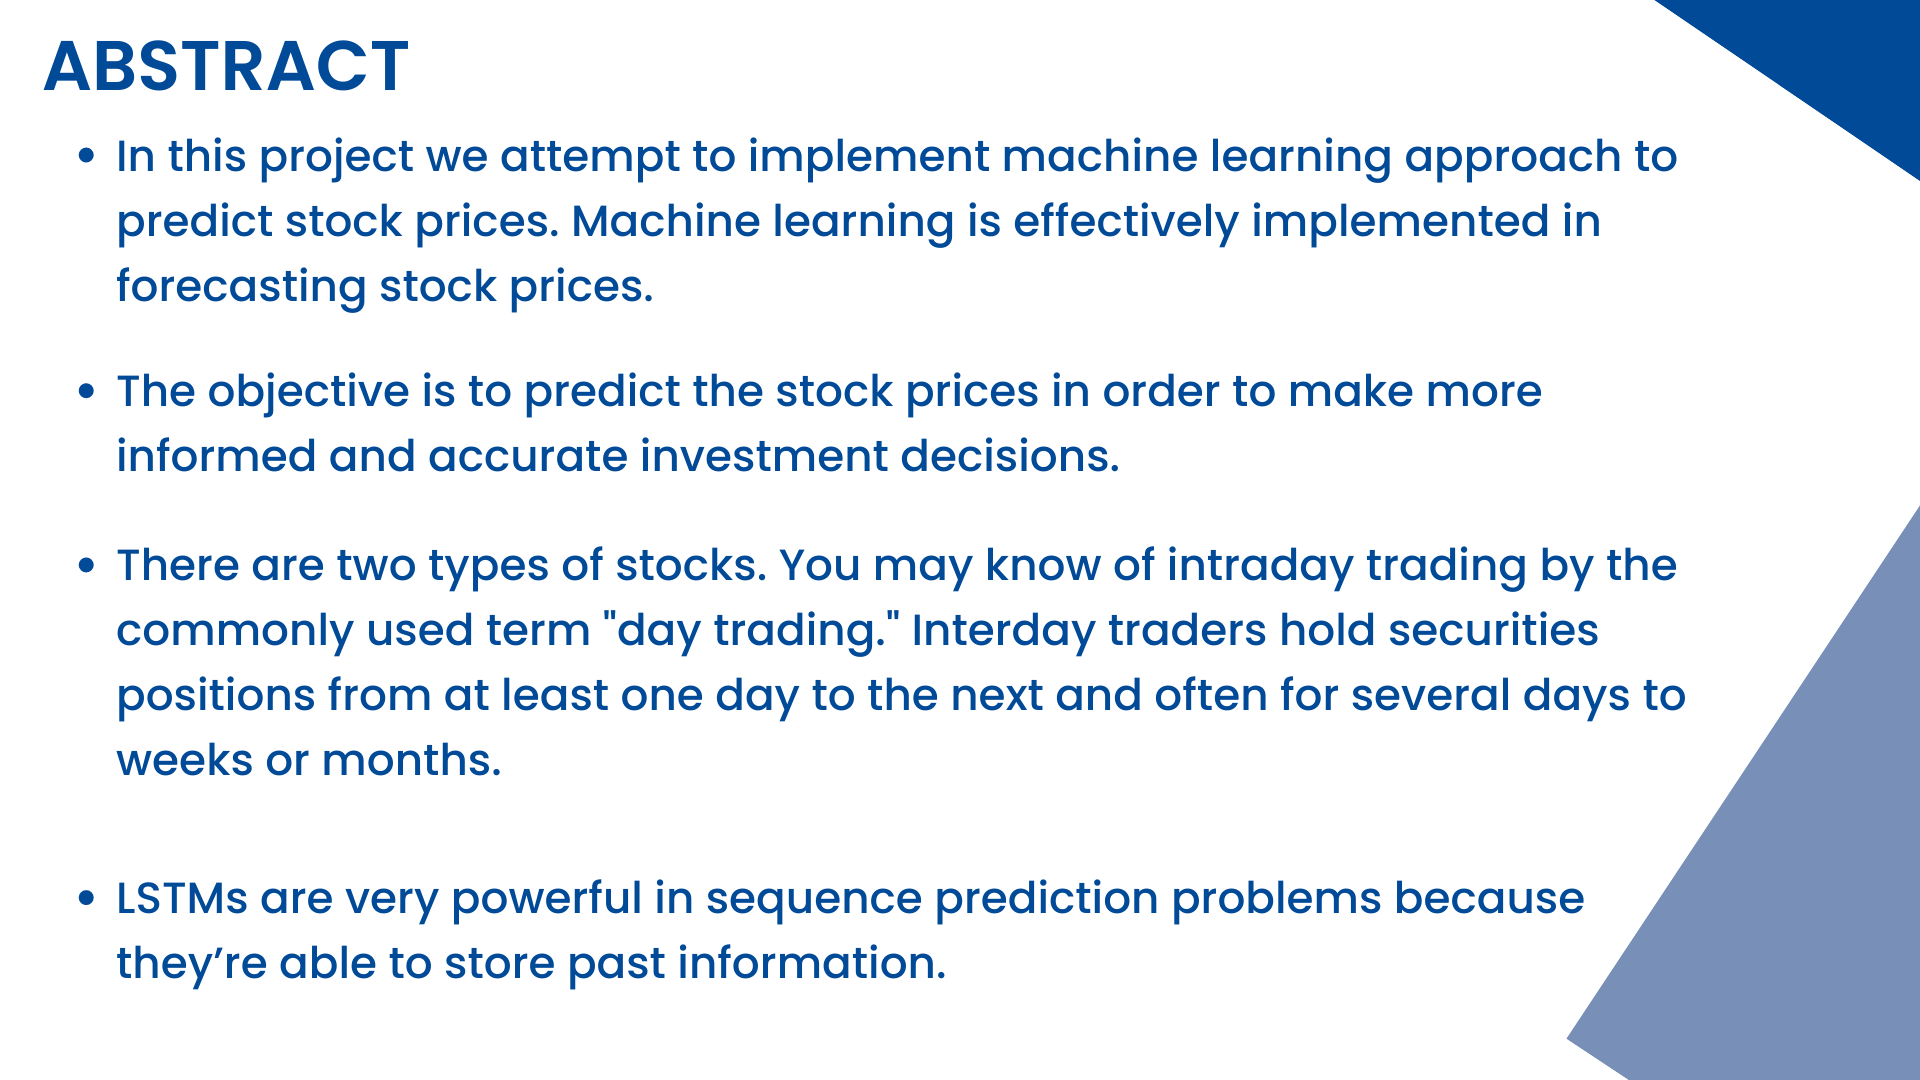 ABSTRACT
• In this project we attempt to implement machine learning approach to
predict stock prices. Machine learning is effectively implemented in
forecasting stock prices.
• The objective is to predict the stock prices in order to make more
informed and accurate investment decisions.
• There are two types of stocks. You may know of intraday trading by the
commonly used term "day trading." Interday traders hold securities
positions from at least one day to the next and often for several days to
weeks or months.
• LSTMs are very powerful in sequence prediction problems because
they’re able to store past information.